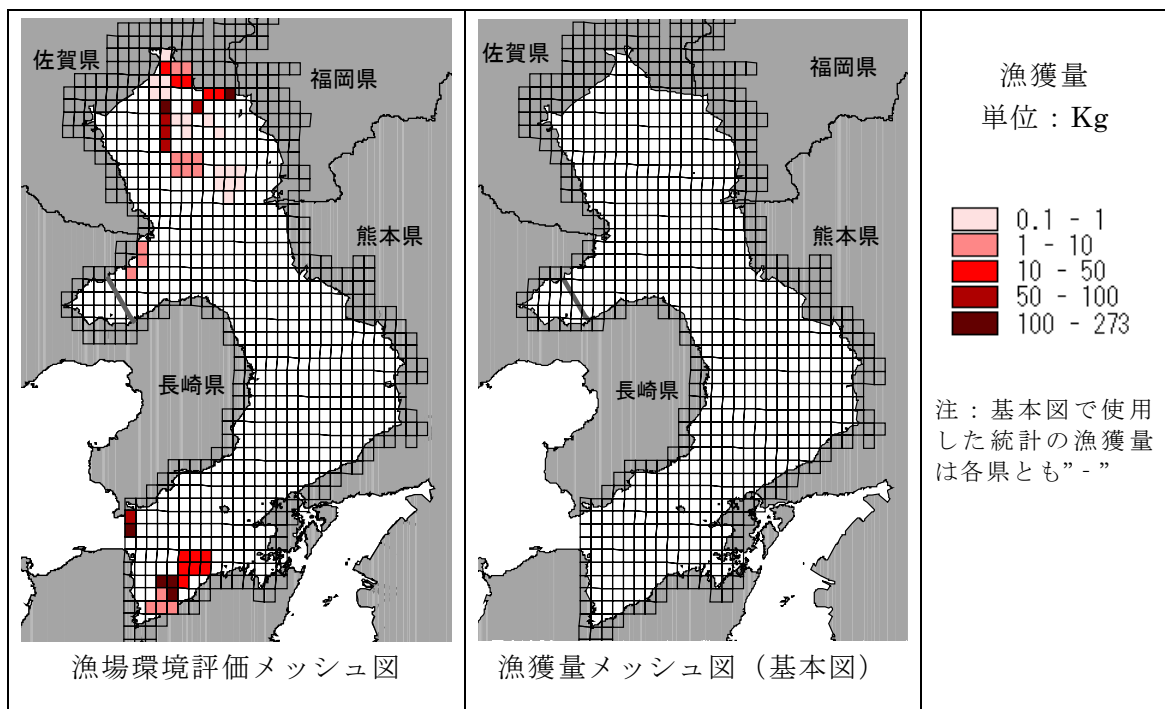 佐賀県
福岡県
熊本県
長崎県
漁場環境評価メッシュ図
佐賀県
福岡県
熊本県
長崎県
漁獲量メッシュ図（基本図）
漁獲量
単位：Kg
0.1 - 1
1 - 10
10 - 50
50 - 100
100 - 273
注：基本図で使用
した統計の漁獲量
は各県とも”-”